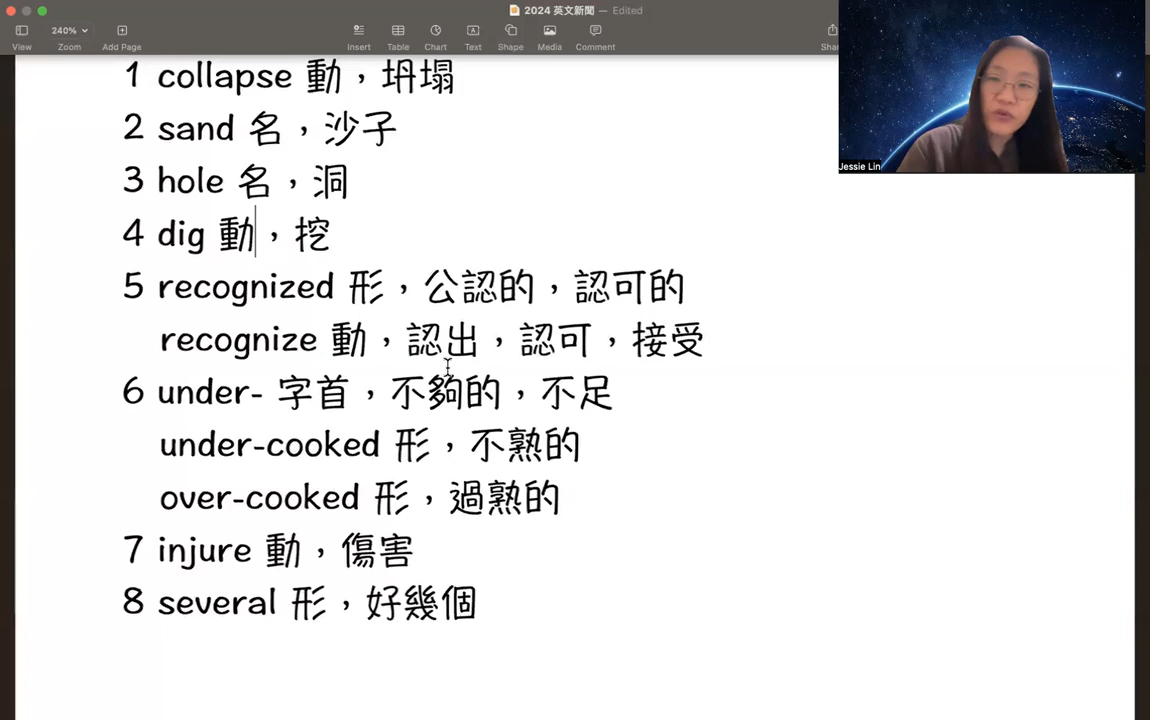 2024 英文新聞 — Edited
240%
View
Zoom
Add Page
Insert
Table
Chart
Text
Shape
Media
Comment
Jessie Lin
1 collapse 動，坍塌
2 sand 名，沙子
3 hole 名，洞
4 dig 動，挖
5 recognized 形，公認的，認可的
recognize 動，認出，認可，接受
6 under- 字首，不夠的，不足
under-cooked 形，不熟的
over-cooked 形，過熟的
7 injure 動，傷害
8 several 形，好幾個